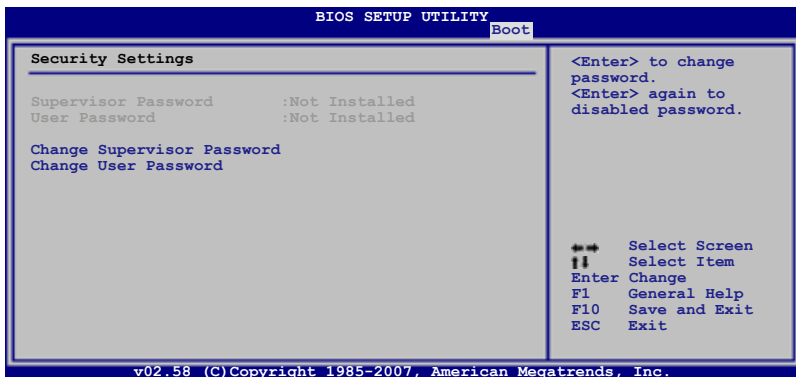 BIOS SETUP UTILITY
Boot
Security Settings
Supervisor Password :Not Installed
User Password :Not Installed
Change Supervisor Password
Change User Password
<Enter> to change
password.
<Enter> again to
disabled password.
Select Screen
Select Item
Enter Change
F1 General Help
F10 Save and Exit
ESC Exit
v02.58 (C)Copyright 1985-2007, American Megatrends, Inc.